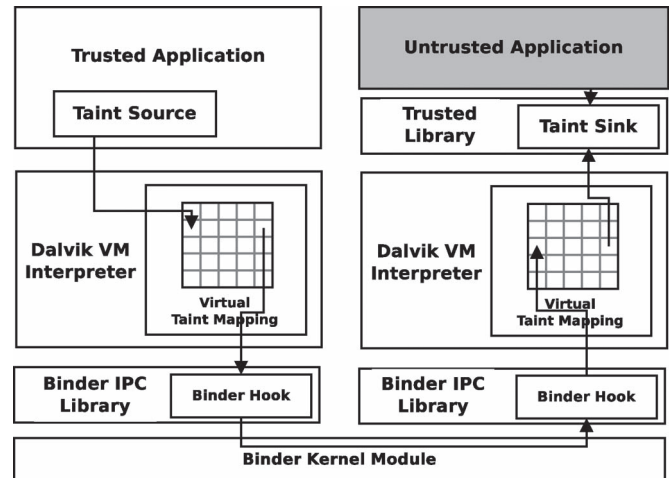 Trusted Application
Taint Source
Untrusted Application
Trusted
Library
Taint Sink
Dalvik VM
Interpreter
Virtual
Taint Mapping
Dalvik VM
Interpreter
Virtual
Taint Mapping
Binder IPC
Library
Binder Hook
Binder IPC
Library
Binder Hook
Binder Kernel Module